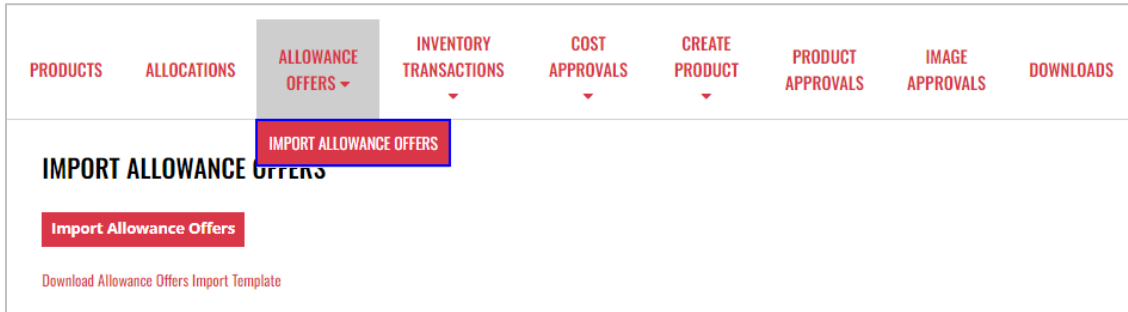 PRODUCTS
ALLOCATIONS
ALLOWANCE
OFFERS
INVENTORY
TRANSACTIONS
COST
APPROVALS
CREATE
PRODUCT
PRODUCT
APPROVALS
IMAGE
APPROVALS
DOWNLOADS
IMPORT ALLOWANCE OFFERS
IMPORT ALLOWANCE OFFERS
Import Allowance Offers
Download Allowance Offers Import Template